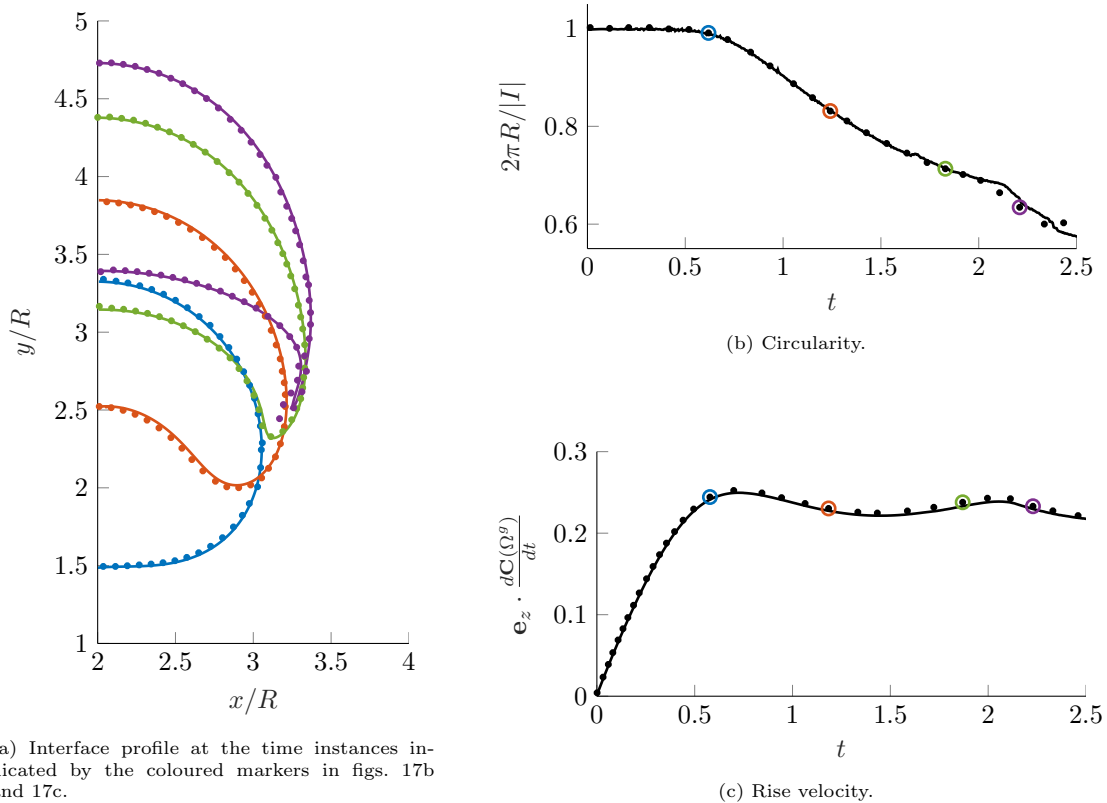 5
4.5
4
3.5
3
2.5
2
1.5
1
2 2.5 3 3.5 4
y/R
x/R
a) Interface profile at the time instances in-
licated by the coloured markers in figs. 17b
nd 17c.
1
0.8
0.6
0 0.5 1 1.5 2 2.5
2πR/|I|
t
(b) Circularity.
0.3
0.2
0.1
0
0 0.5 1 1.5 2 2.5
e_z · dC(Ω^g)/dt
t
(c) Rise velocity.